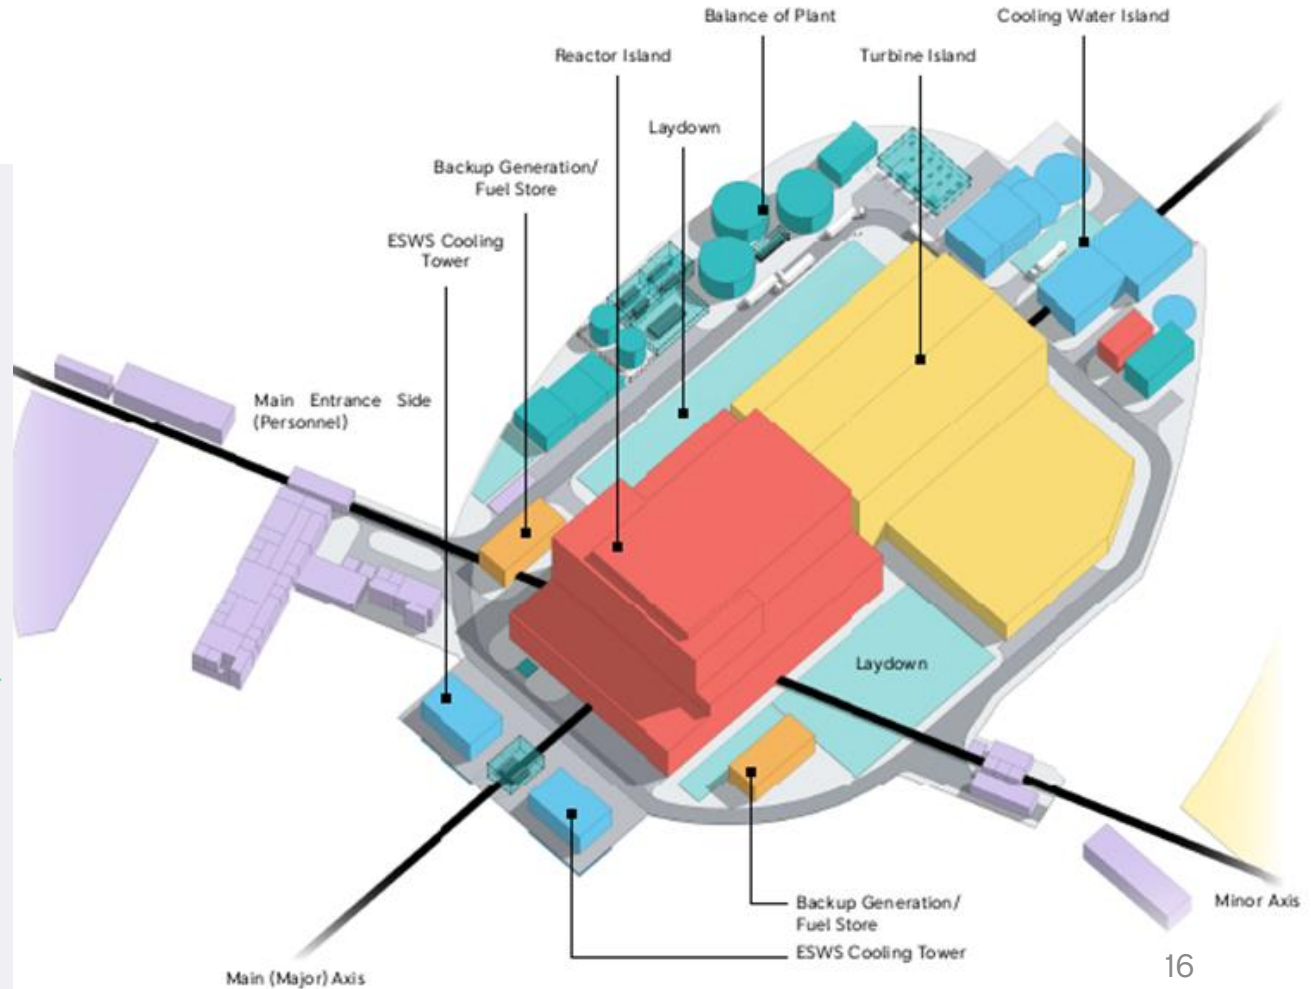 Balance of Plant
Cooling Water Island
Reactor Island
Turbine Island
Laydown
Backup Generation/
Fuel Store
ESWS Cooling
Tower
Main Entrance Side
(Personnel)
Laydown
Backup Generation/
Fuel Store
ESWS Cooling Tower
Minor Axis
Main (Major) Axis
16